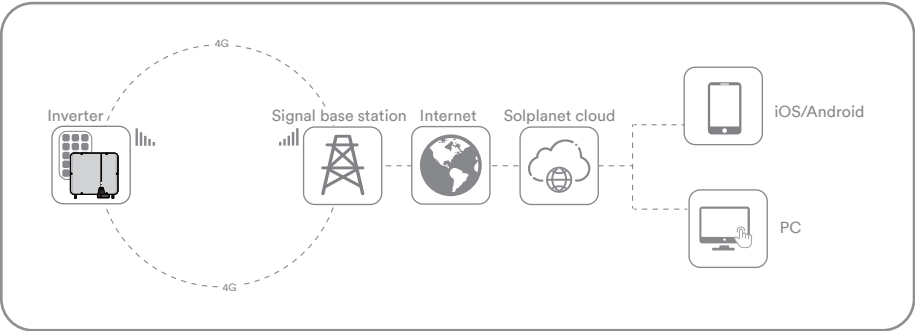 4G
Inverter
Signal base station
Internet
Solplanet cloud
iOS/Android
PC
4G